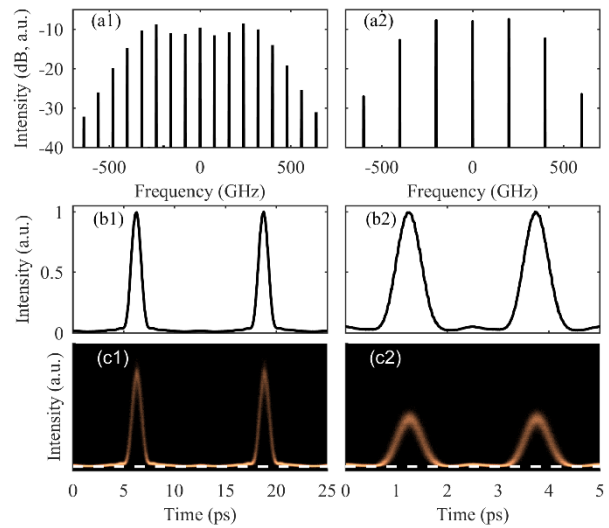 (a1)
(a2)
Intensity (dB, a.u.)
-10
-20
-30
-40
-500
0
500
-500
0
500
Frequency (GHz)
Frequency (GHz)
(b1)
(b2)
Intensity (a.u.)
1
0.5
0
(c1)
(c2)
Intensity (a.u.)
0
5
10
15
20
25
0
1
2
3
4
5
Time (ps)
Time (ps)